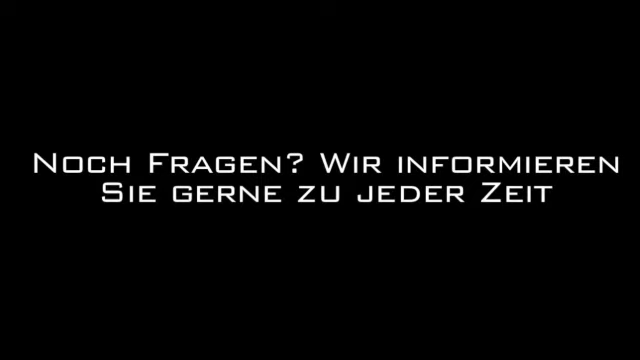 Noch Fragen? Wir informieren
Sie gerne zu jeder Zeit